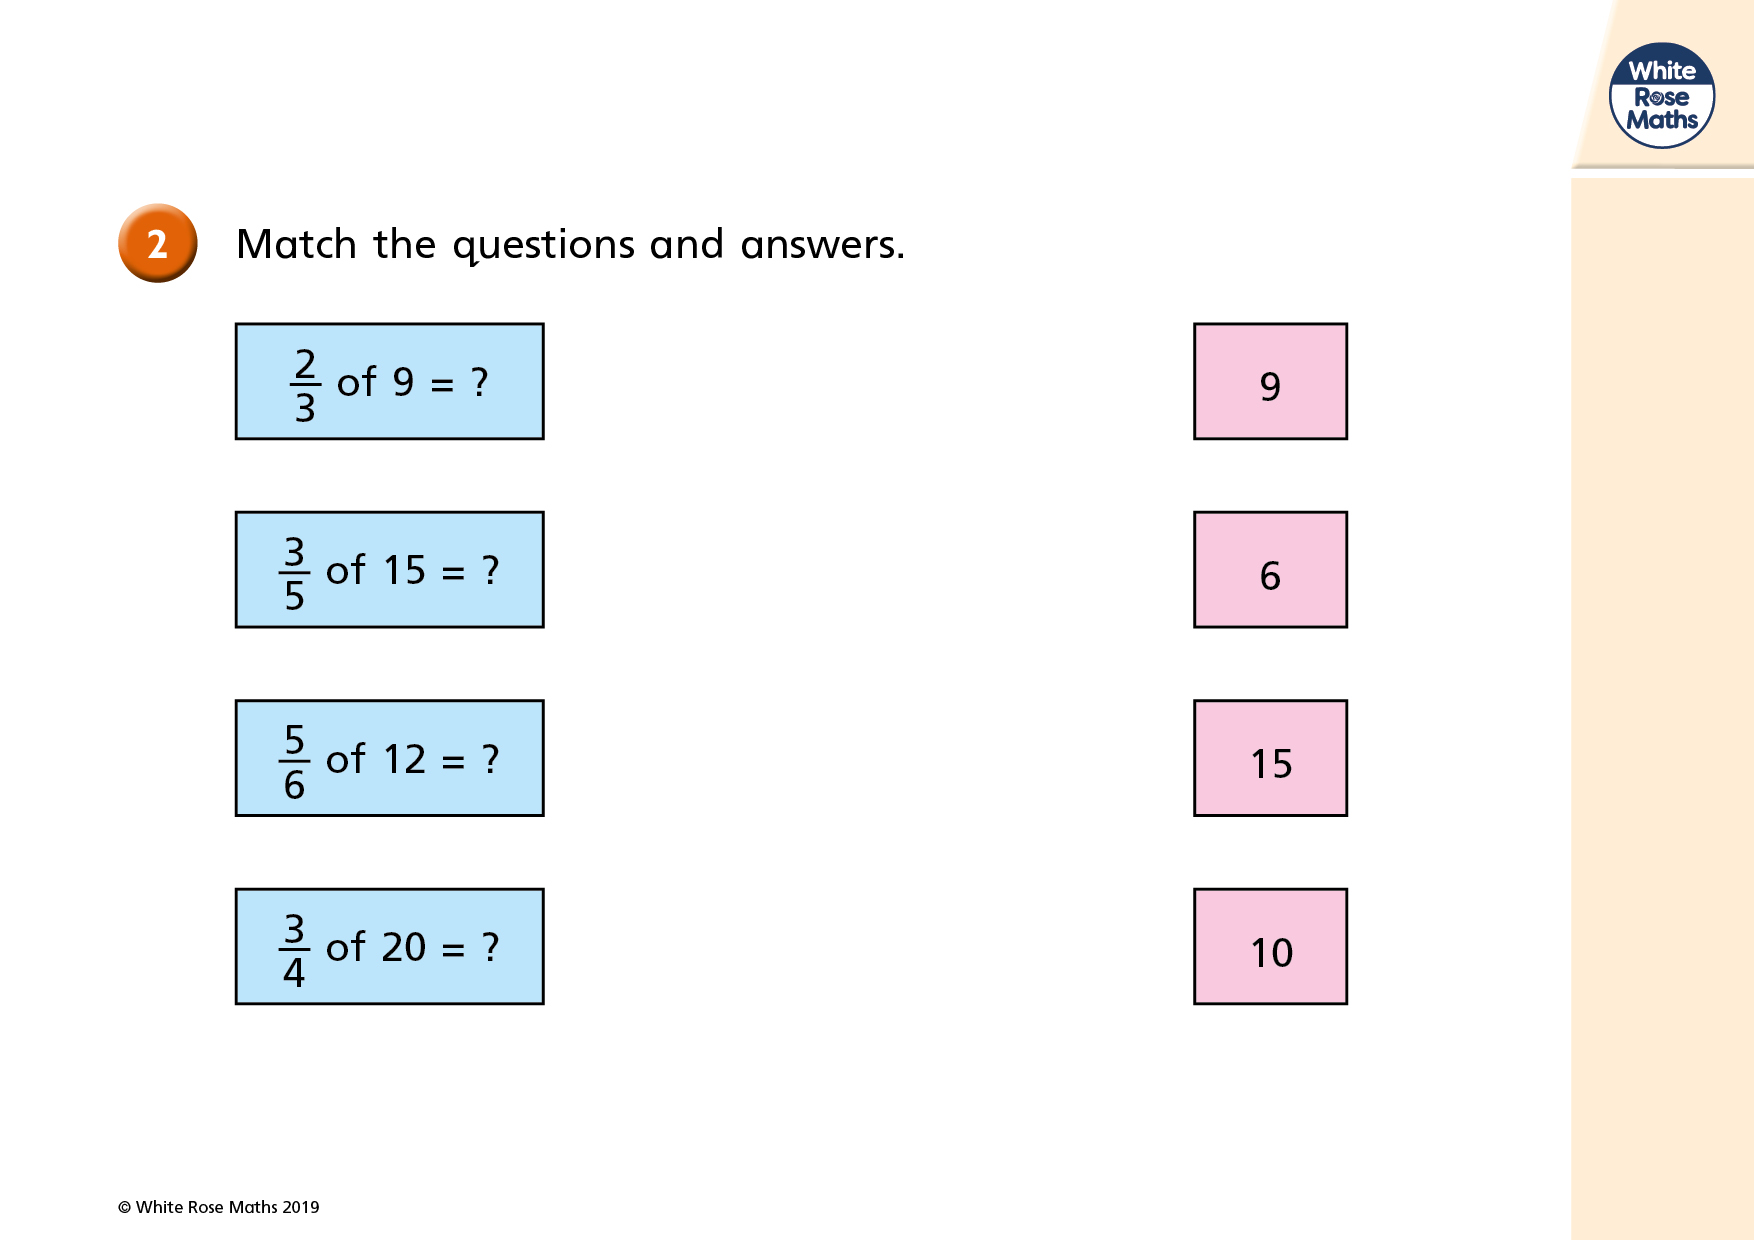 White
Rose
Maths
2 Match the questions and answers.
2/3 of 9 = ?
9
3/5 of 15 = ?
6
5/6 of 12 = ?
15
3/4 of 20 = ?
10
© White Rose Maths 2019